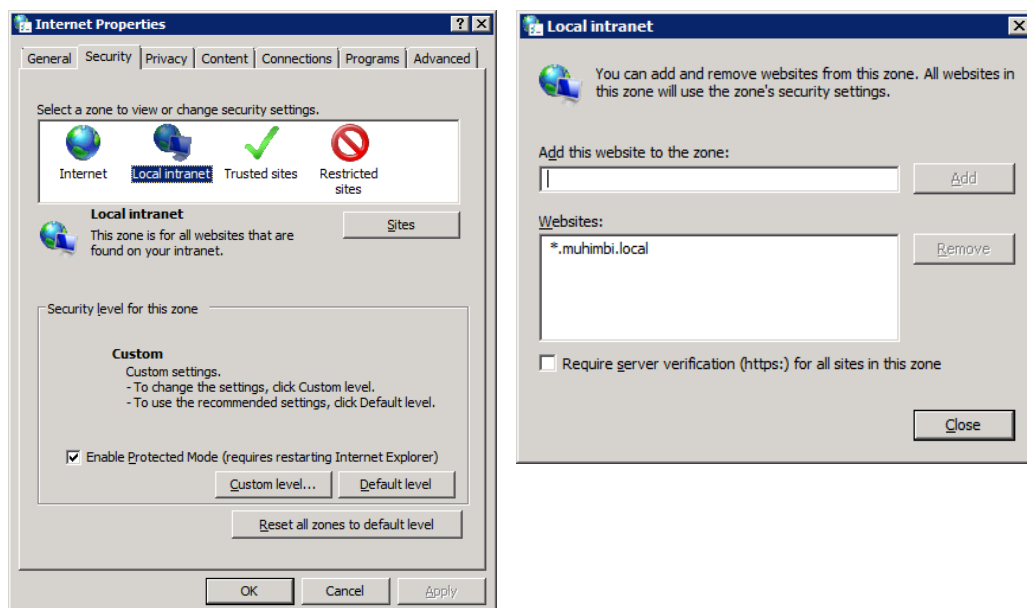 Internet Properties
General Security Privacy Content Connections Programs Advanced
Select a zone to view or change security settings.
Internet Local intranet Trusted sites Restricted
sites
Local intranet
This zone is for all websites that are
found on your intranet.
Sites
Security level for this zone
Custom
Custom settings.
- To change the settings, click Custom level.
- To use the recommended settings, click Default level.
Enable Protected Mode (requires restarting Internet Explorer)
Custom level... Default level
Reset all zones to default level
OK Cancel Apply
Local intranet
You can add and remove websites from this zone. All websites in
this zone will use the zone's security settings.
Add this website to the zone:
Add
Websites:
*.muhimbi.local
Remove
Require server verification (https:) for all sites in this zone
Close